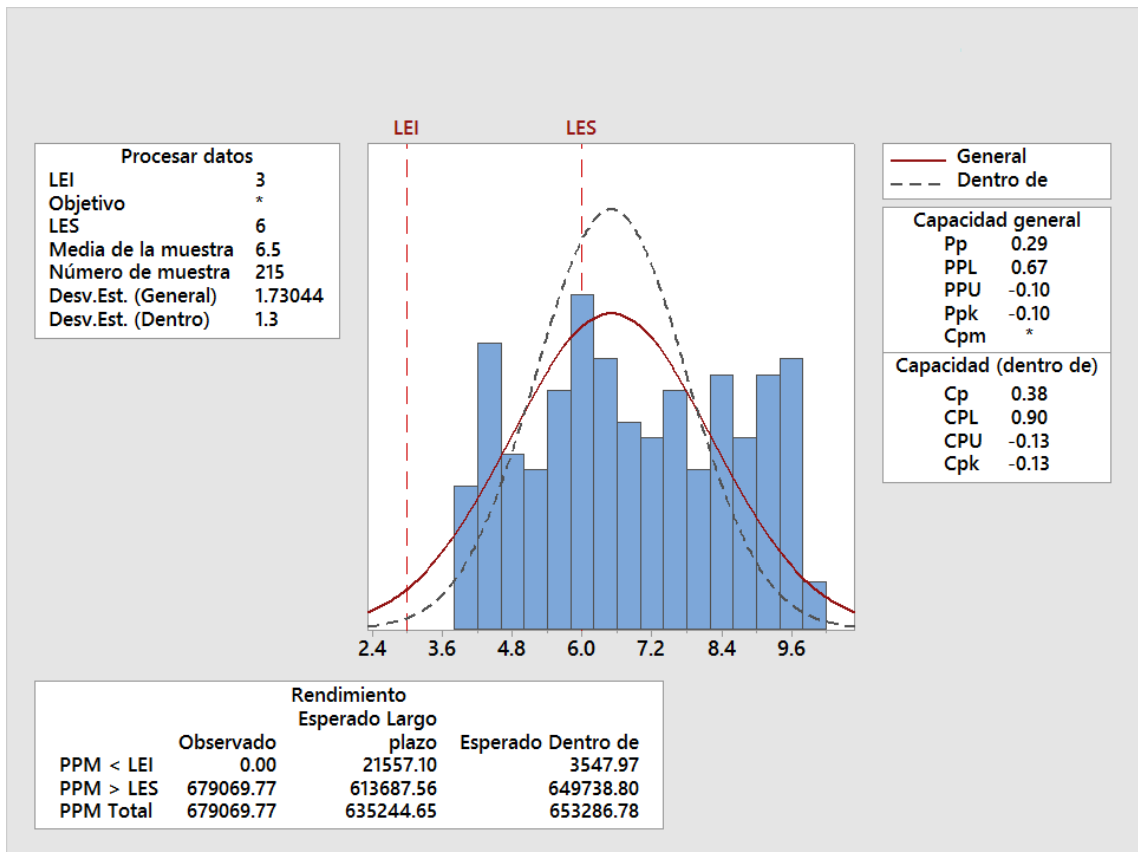 LEI LES
Procesar datos
LEI 3
Objetivo *
LES 6
Media de la muestra 6.5
Número de muestra 215
Desv.Est. (General) 1.73044
Desv.Est. (Dentro) 1.3
General
Dentro de
Capacidad general
Pp 0.29
PPL 0.67
PPU -0.10
Ppk -0.10
Cpm *
Capacidad (dentro de)
Cp 0.38
CPL 0.90
CPU -0.13
Cpk -0.13
2.4 3.6 4.8 6.0 7.2 8.4 9.6
Rendimiento
Esperado Largo
Observado plazo Esperado Dentro de
PPM < LEI 0.00 21557.10 3547.97
PPM > LES 679069.77 613687.56 649738.80
PPM Total 679069.77 635244.65 653286.78